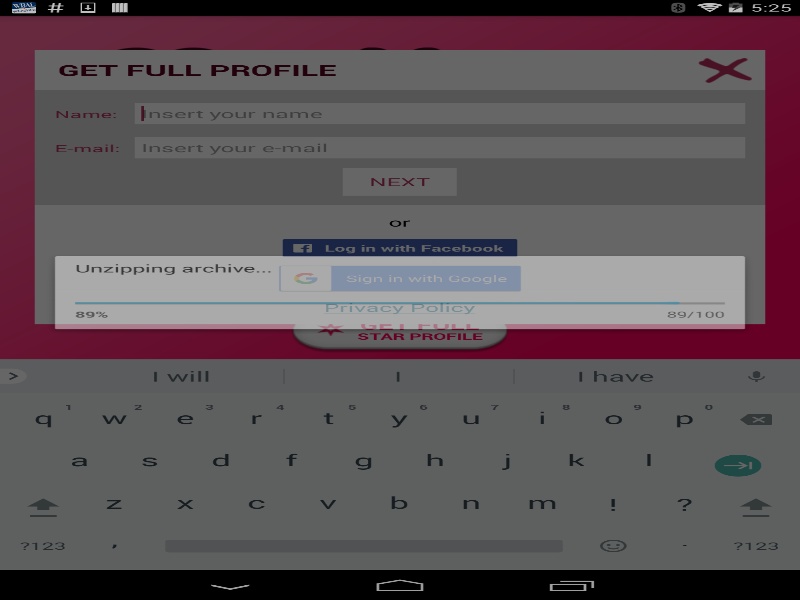 5:25
GET FULL PROFILE
Name: Insert your name
E-mail: Insert your e-mail
NEXT
or
Log in with Facebook
Unzipping archive...
Sign in with Google
Privacy Policy
89% 89/100
GET FULL
STAR PROFILE
> I will I I have
q 1 w 2 e 3 r 4 t 5 y 6 u 7 i 8 o 9 p 0
a s d f g h j k l
z x c v b n m ! ?
?123 , . ?123